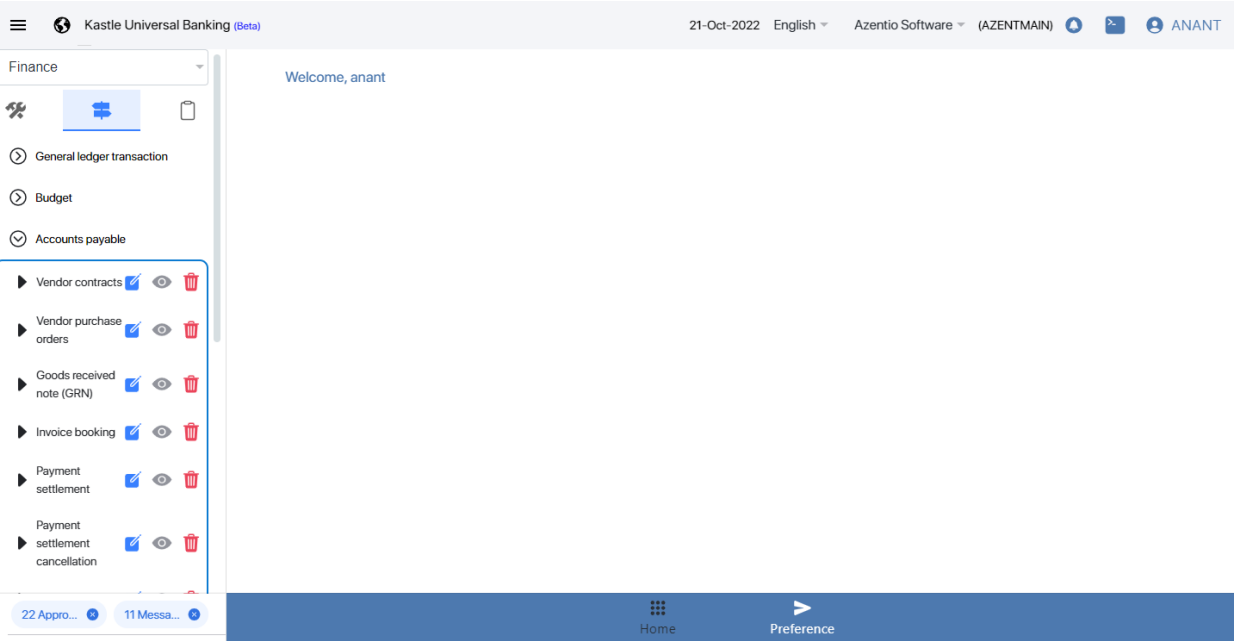 Kastle Universal Banking (Beta)
21-Oct-2022 English Azentio Software (AZENTMAIN) ANANT
Finance
Welcome, anant
General ledger transaction
Budget
Accounts payable
Vendor contracts
Vendor purchase
orders
Goods received
note (GRN)
Invoice booking
Payment
settlement
Payment
settlement
cancellation
22 Appro... 11 Messa...
Home
Preference